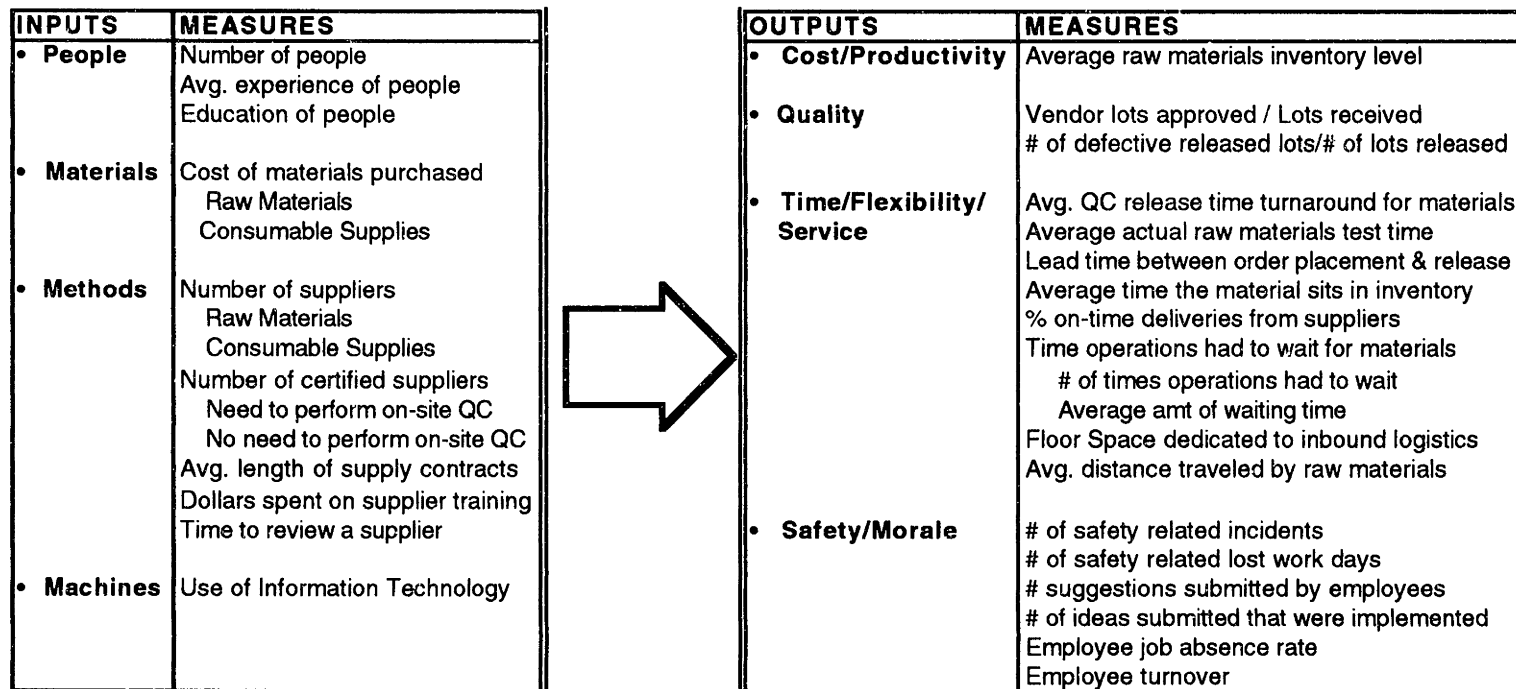 INPUTS MEASURES
• People Number of people
Avg. experience of people
Education of people
• Materials Cost of materials purchased
Raw Materials
Consumable Supplies
• Methods Number of suppliers
Raw Materials
Consumable Supplies
Number of certified suppliers
Need to perform on-site QC
No need to perform on-site QC
Avg. length of supply contracts
Dollars spent on supplier training
Time to review a supplier
• Machines Use of Information Technology
OUTPUTS MEASURES
• Cost/Productivity Average raw materials inventory level
• Quality Vendor lots approved / Lots received
# of defective released lots/# of lots released
• Time/Flexibility/ Avg. QC release time turnaround for materials
Service Average actual raw materials test time
Lead time between order placement & release
Average time the material sits in inventory
% on-time deliveries from suppliers
Time operations had to wait for materials
# of times operations had to wait
Average amt of waiting time
Floor Space dedicated to inbound logistics
Avg. distance traveled by raw materials
• Safety/Morale # of safety related incidents
# of safety related lost work days
# suggestions submitted by employees
# of ideas submitted that were implemented
Employee job absence rate
Employee turnover